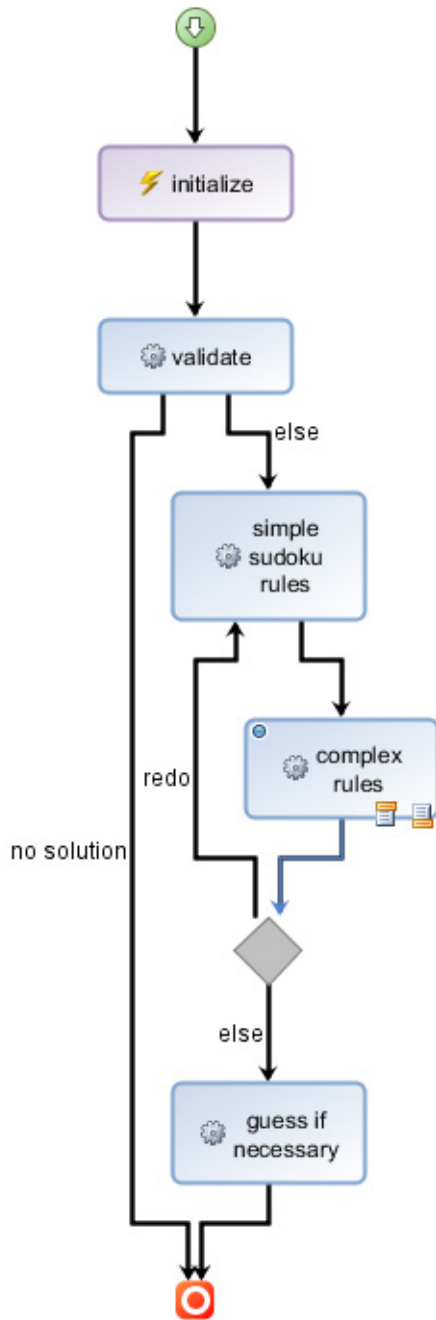 initialize
validate
else
simple
sudoku
rules
complex
rules
redo
no solution
else
guess if
necessary